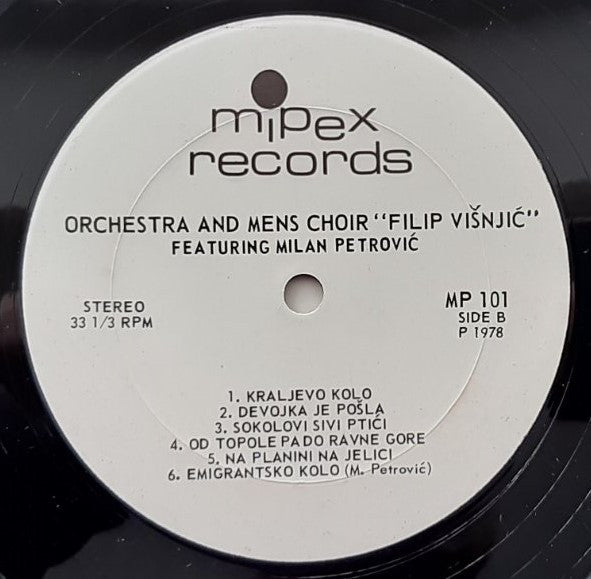 mipex
records
ORCHESTRA AND MENS CHOIR "FILIP VIŠNJIĆ"
FEATURING MILAN PETROVIĆ
STEREO
33 1/3 RPM
MP 101
SIDE B
P 1978
1. KRALJEVO KOLO
2. DEVOJKA JE POŠLA
3. SOKOLOVI SIVI PTIĆI
4. OD TOPOLE PA DO RAVNE GORE
5. NA PLANINI NA JELICI
6. EMIGRANTSKO KOLO (M. Petrović)